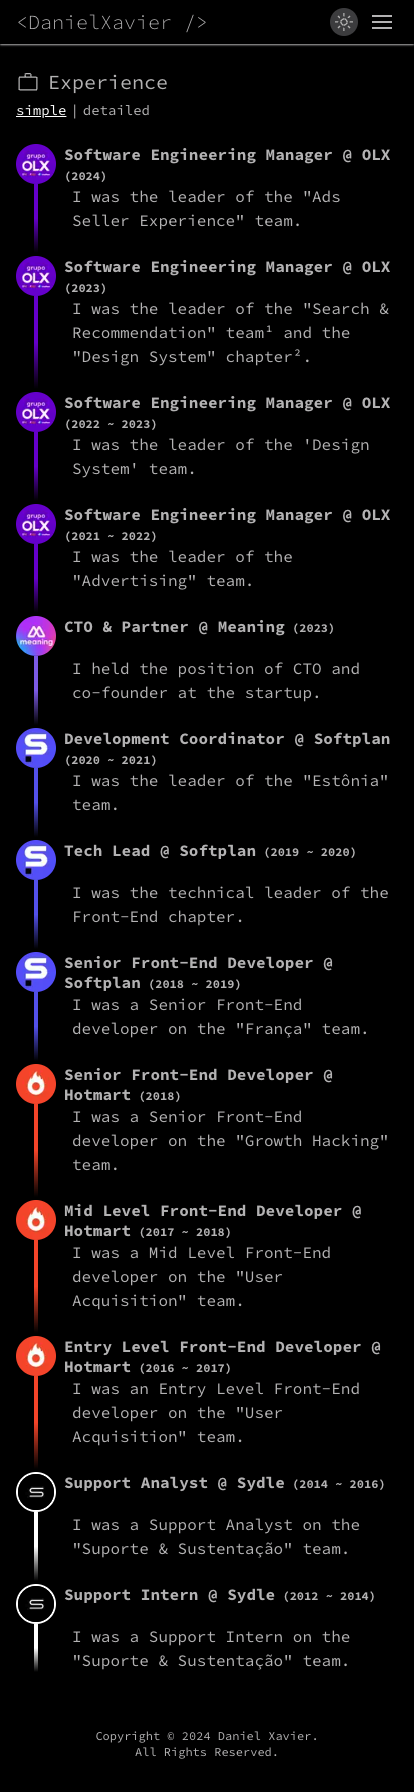 <DanielXavier />
Experience
simple | detailed
grupo
OLX
Software Engineering Manager @ OLX
(2024)
I was the leader of the "Ads
Seller Experience" team.
grupo
OLX
Software Engineering Manager @ OLX
(2023)
I was the leader of the "Search &
Recommendation" team¹ and the
"Design System" chapter².
grupo
OLX
Software Engineering Manager @ OLX
(2022 ~ 2023)
I was the leader of the 'Design
System' team.
grupo
OLX
Software Engineering Manager @ OLX
(2021 ~ 2022)
I was the leader of the
"Advertising" team.
meaning
CTO & Partner @ Meaning (2023)
I held the position of CTO and
co-founder at the startup.
Development Coordinator @ Softplan
(2020 ~ 2021)
I was the leader of the "Estônia"
team.
Tech Lead @ Softplan (2019 ~ 2020)
I was the technical leader of the
Front-End chapter.
Senior Front-End Developer @
Softplan (2018 ~ 2019)
I was a Senior Front-End
developer on the "França" team.
Senior Front-End Developer @
Hotmart (2018)
I was a Senior Front-End
developer on the "Growth Hacking"
team.
Mid Level Front-End Developer @
Hotmart (2017 ~ 2018)
I was a Mid Level Front-End
developer on the "User
Acquisition" team.
Entry Level Front-End Developer @
Hotmart (2016 ~ 2017)
I was an Entry Level Front-End
developer on the "User
Acquisition" team.
Support Analyst @ Sydle (2014 ~ 2016)
I was a Support Analyst on the
"Suporte & Sustentação" team.
Support Intern @ Sydle (2012 ~ 2014)
I was a Support Intern on the
"Suporte & Sustentação" team.
Copyright © 2024 Daniel Xavier.
All Rights Reserved.